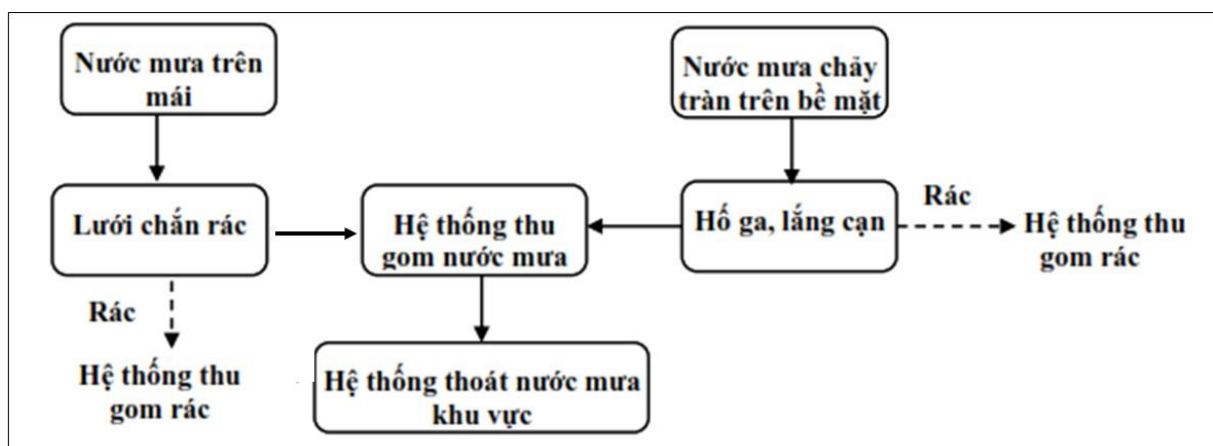 Nước mưa trên
mái
Nước mưa chảy
tràn trên bề mặt
Lưới chắn rác
Hệ thống thu
gom nước mưa
Hố ga, lắng cạn
Rác
Hệ thống thu
gom rác
Rác
Hệ thống thu
gom rác
Hệ thống thoát nước mưa
khu vực